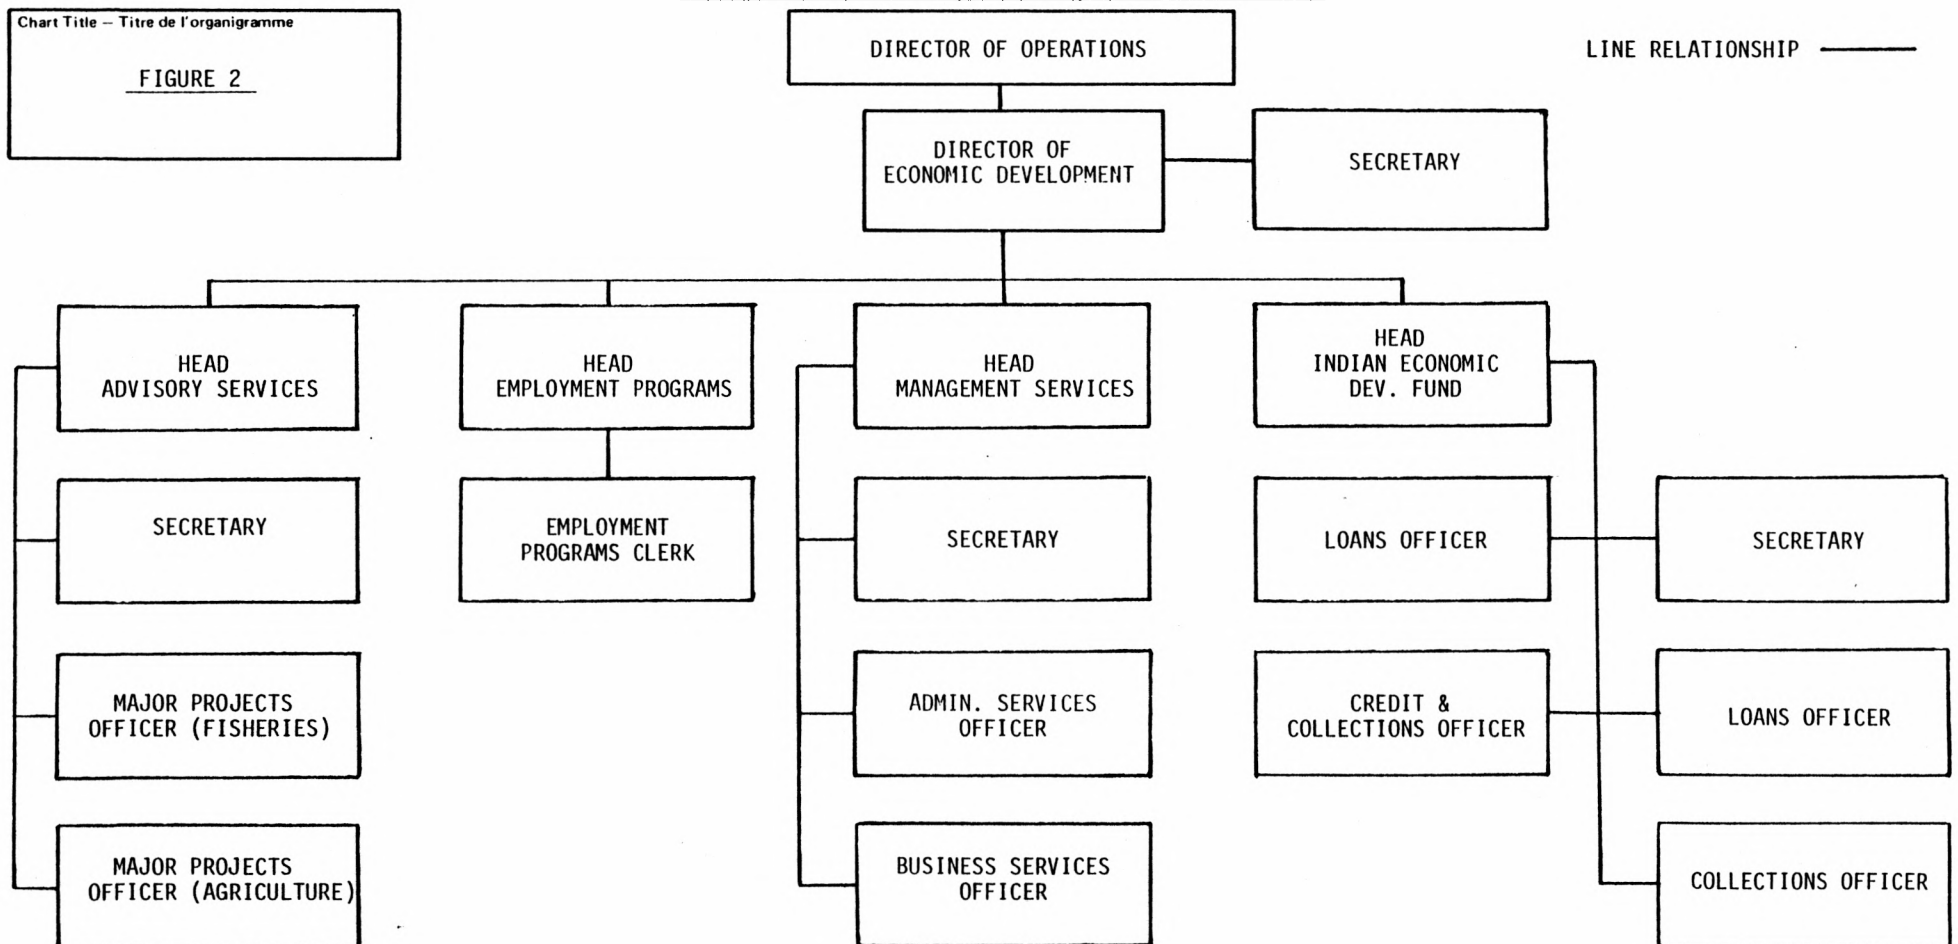 Chart Title – Titre de l'organigramme
FIGURE 2
DIRECTOR OF OPERATIONS
LINE RELATIONSHIP
DIRECTOR OF
ECONOMIC DEVELOPMENT
SECRETARY
HEAD
ADVISORY SERVICES
HEAD
EMPLOYMENT PROGRAMS
HEAD
MANAGEMENT SERVICES
HEAD
INDIAN ECONOMIC
DEV. FUND
SECRETARY
EMPLOYMENT
PROGRAMS CLERK
SECRETARY
LOANS OFFICER
SECRETARY
MAJOR PROJECTS
OFFICER (FISHERIES)
ADMIN. SERVICES
OFFICER
CREDIT &
COLLECTIONS OFFICER
LOANS OFFICER
MAJOR PROJECTS
OFFICER (AGRICULTURE)
BUSINESS SERVICES
OFFICER
COLLECTIONS OFFICER